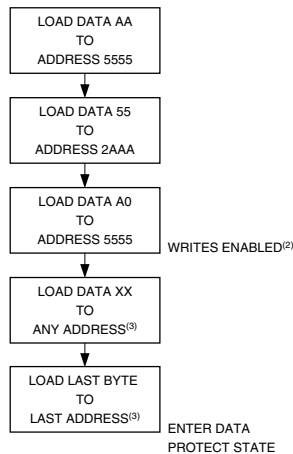 LOAD DATA AA
TO
ADDRESS 5555
LOAD DATA 55
TO
ADDRESS 2AAA
LOAD DATA A0
TO
ADDRESS 5555
WRITES ENABLED(2)
LOAD DATA XX
TO
ANY ADDRESS(3)
LOAD LAST BYTE
TO
LAST ADDRESS(3)
ENTER DATA
PROTECT STATE